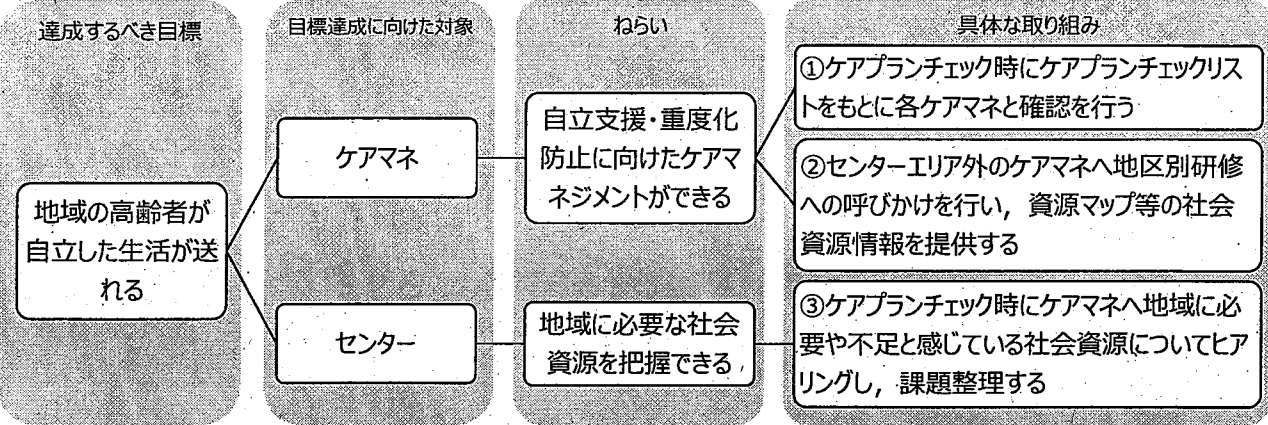 達成するべき目標
目標達成に向けた対象
ねらい
具体な取り組み
地域の高齢者が
自立した生活が送
れる
ケアマネ
センター
自立支援・重度化
防止に向けたケアマ
ネジメントができる
地域に必要な社会
資源を把握できる
①ケアプランチェック時にケアプランチェックリス
トをもとに各ケアマネと確認を行う
②センターエリア外のケアマネへ地区別研修
への呼びかけを行い，資源マップ等の社会
資源情報を提供する
③ケアプランチェック時にケアマネへ地域に必
要や不足と感じている社会資源についてヒア
リングし，課題整理する